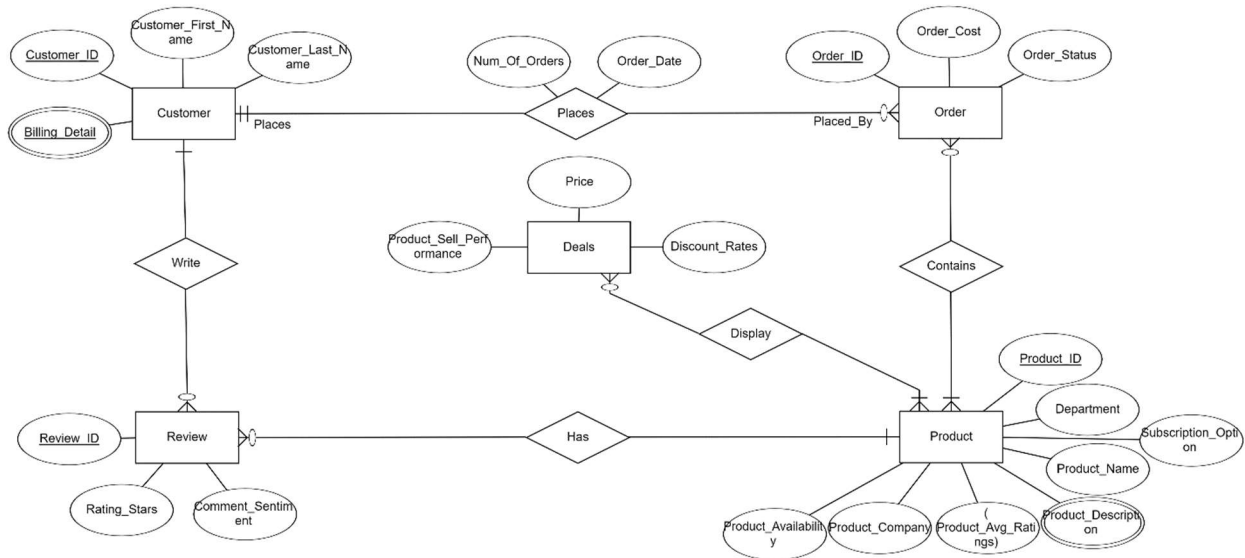 Customer_First_N
ame
Customer_ID
Customer_Last_N
ame
Customer
Billing_Detail
Num_Of_Orders
Order_Date
Places
Places
Placed_By
Order_ID
Order_Cost
Order_Status
Order
Price
Product_Sell_Perf
ormance
Deals
Discount_Rates
Write
Contains
Display
Product_ID
Department
Subscription_Opti
on
Product_Name
Product_Descripti
on
Product
Review_ID
Review
Has
Rating_Stars
Comment_Sentim
ent
Product_Availabilit
y
Product_Company
(
Product_Avg_Rati
ngs)